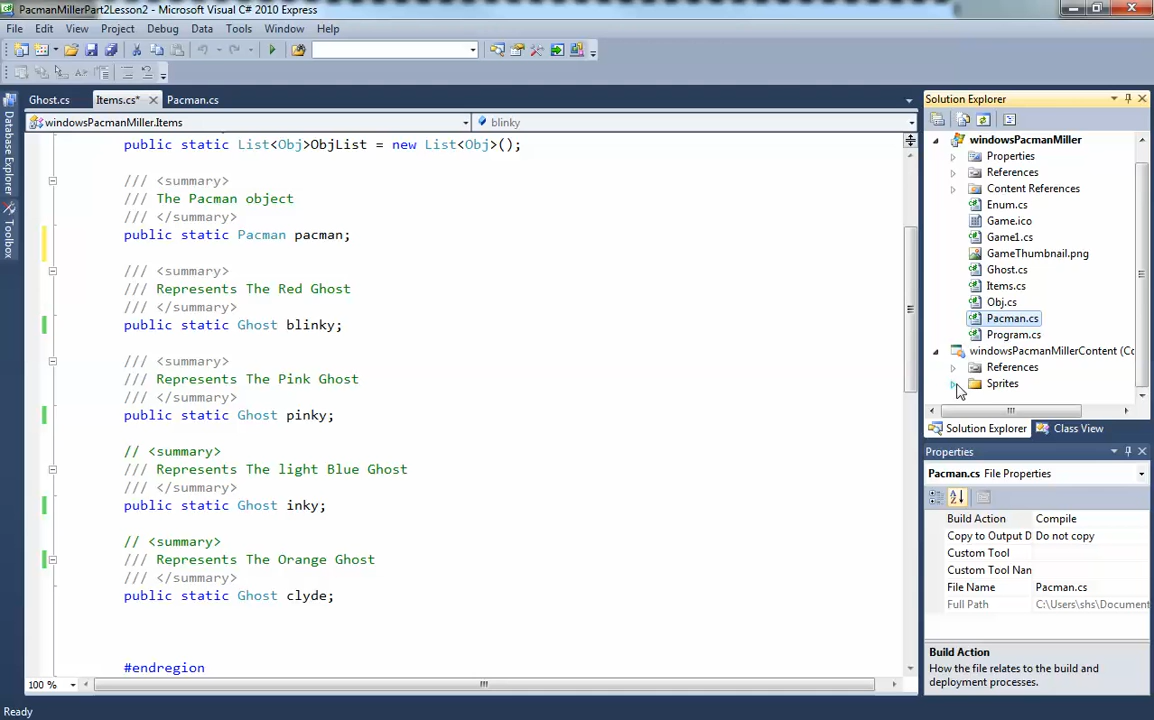 PacmanMillerPart2Lesson2 - Microsoft Visual C# 2010 Express
File Edit View Project Debug Data Tools Window Help
Ghost.cs Items.cs* Pacman.cs
windowsPacmanMiller.Items blinky
Database Explorer
Toolbox
public static List<Obj>ObjList = new List<Obj>();
/// <summary>
/// The Pacman object
/// </summary>
public static Pacman pacman;
/// <summary>
/// Represents The Red Ghost
/// </summary>
public static Ghost blinky;
/// <summary>
/// Represents The Pink Ghost
/// </summary>
public static Ghost pinky;
// <summary>
/// Represents The light Blue Ghost
/// </summary>
public static Ghost inky;
// <summary>
/// Represents The Orange Ghost
/// </summary>
public static Ghost clyde;
#endregion
100 %
Solution Explorer
windowsPacmanMiller
Properties
References
Content References
Enum.cs
Game.ico
Game1.cs
GameThumbnail.png
Ghost.cs
Items.cs
Obj.cs
Pacman.cs
Program.cs
windowsPacmanMillerContent (Co
References
Sprites
Solution Explorer Class View
Properties
Pacman.cs File Properties
Build Action Compile
Copy to Output D Do not copy
Custom Tool
Custom Tool Nan
File Name Pacman.cs
Full Path C:\Users\shs\Document
Build Action
How the file relates to the build and
deployment processes.
Ready